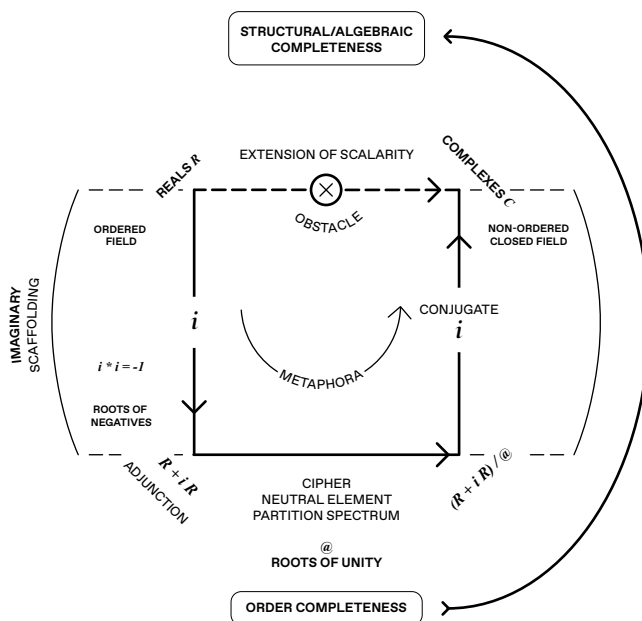 STRUCTURAL/ALGEBRAIC
COMPLETENESS
EXTENSION OF SCALARITY
REALS R
COMPLEXES C
OBSTACLE
ORDERED
FIELD
NON-ORDERED
CLOSED FIELD
IMAGINARY
SCAFFOLDING
i
CONJUGATE
i
i * i = -1
METAPHORA
ROOTS OF
NEGATIVES
R + i R
ADJUNCTION
(R + i R) / @
CIPHER
NEUTRAL ELEMENT
PARTITION SPECTRUM
@
ROOTS OF UNITY
ORDER COMPLETENESS